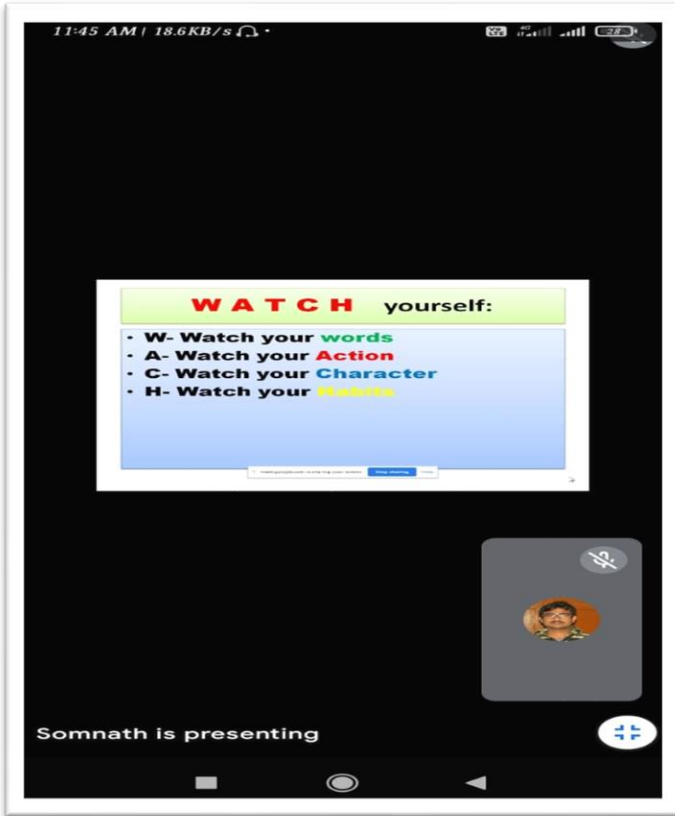 11:45 AM | 18.6KB/s
28
W A T C H yourself:
• W- Watch your words
• A- Watch your Action
• C- Watch your Character
• H- Watch your Habits
Stop sharing
Somnath is presenting